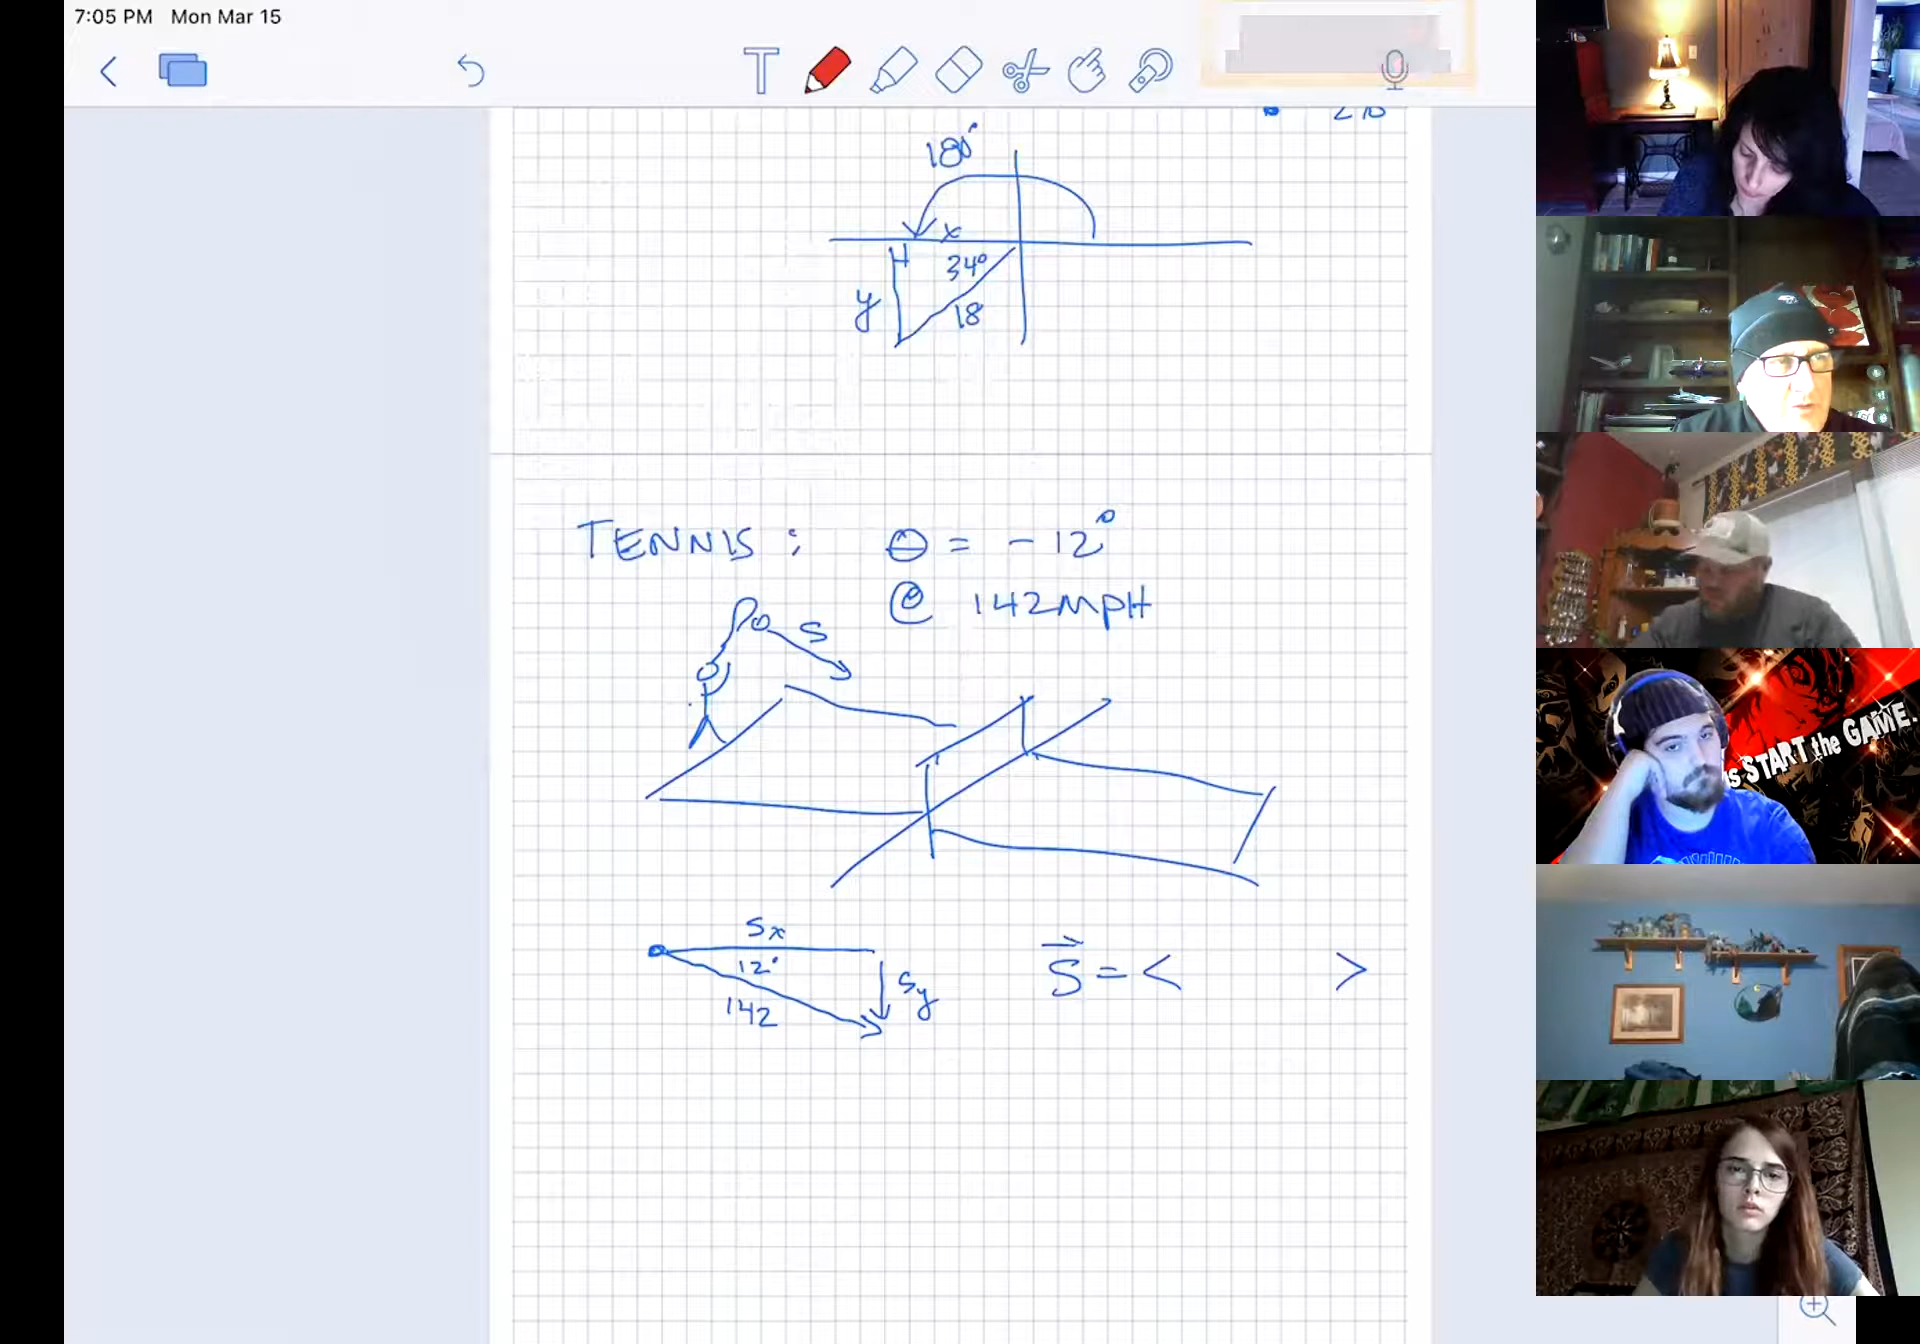 7:05 PM Mon Mar 15
T
180°
x
34°
y
18
TENNIS : θ = -12°
@ 142MPH
S
Sx
12°
Sy
142
S = < >
is START the GAME.